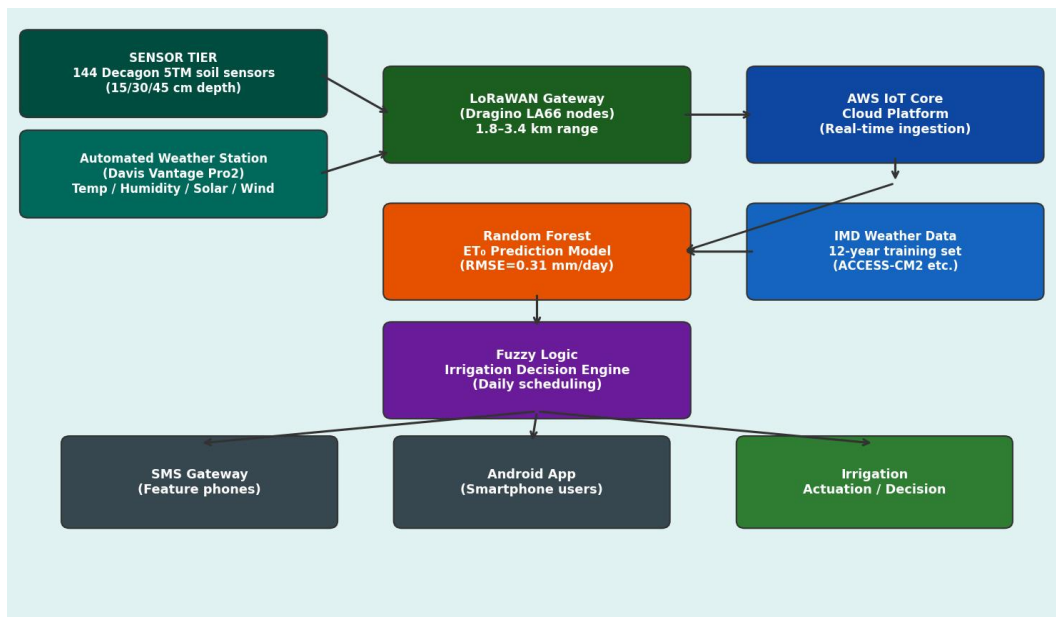 SENSOR TIER
144 Decagon 5TM soil sensors
(15/30/45 cm depth)
Automated Weather Station
(Davis Vantage Pro2)
Temp / Humidity / Solar / Wind
LoRaWAN Gateway
(Dragino LA66 nodes)
1.8–3.4 km range
AWS IoT Core
Cloud Platform
(Real-time ingestion)
Random Forest
ET₀ Prediction Model
(RMSE=0.31 mm/day)
IMD Weather Data
12-year training set
(ACCESS-CM2 etc.)
Fuzzy Logic
Irrigation Decision Engine
(Daily scheduling)
SMS Gateway
(Feature phones)
Android App
(Smartphone users)
Irrigation
Actuation / Decision